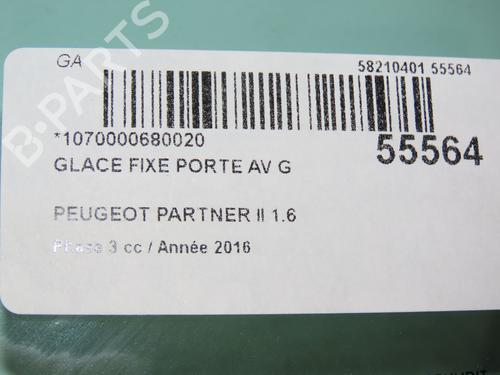 GA
58210401 55564
*1070000680020
55564
GLACE FIXE PORTE AV G
PEUGEOT PARTNER II 1.6
Phase 3 cc / Année 2016
B-PARTS